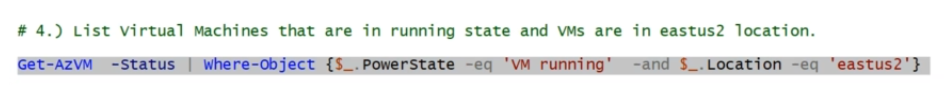 # 4.) List Virtual Machines that are in running state and VMs are in eastus2 location.
Get-AzVM  -Status | Where-Object {$_.PowerState -eq 'VM running'  -and $_.Location -eq 'eastus2'}